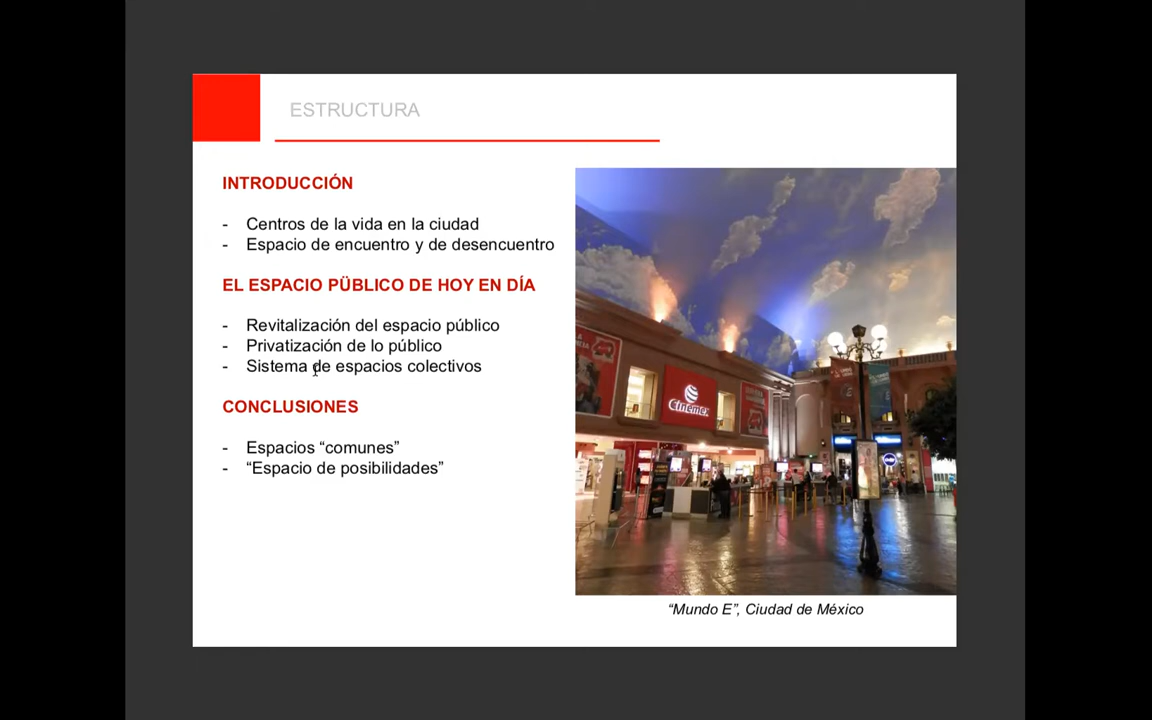 ESTRUCTURA
INTRODUCCIÓN
- Centros de la vida en la ciudad
- Espacio de encuentro y de desencuentro
EL ESPACIO PÜBLICO DE HOY EN DÍA
- Revitalización del espacio público
- Privatización de lo público
- Sistema de espacios colectivos
CONCLUSIONES
- Espacios “comunes”
- “Espacio de posibilidades”
Cinemex
“Mundo E”, Ciudad de México